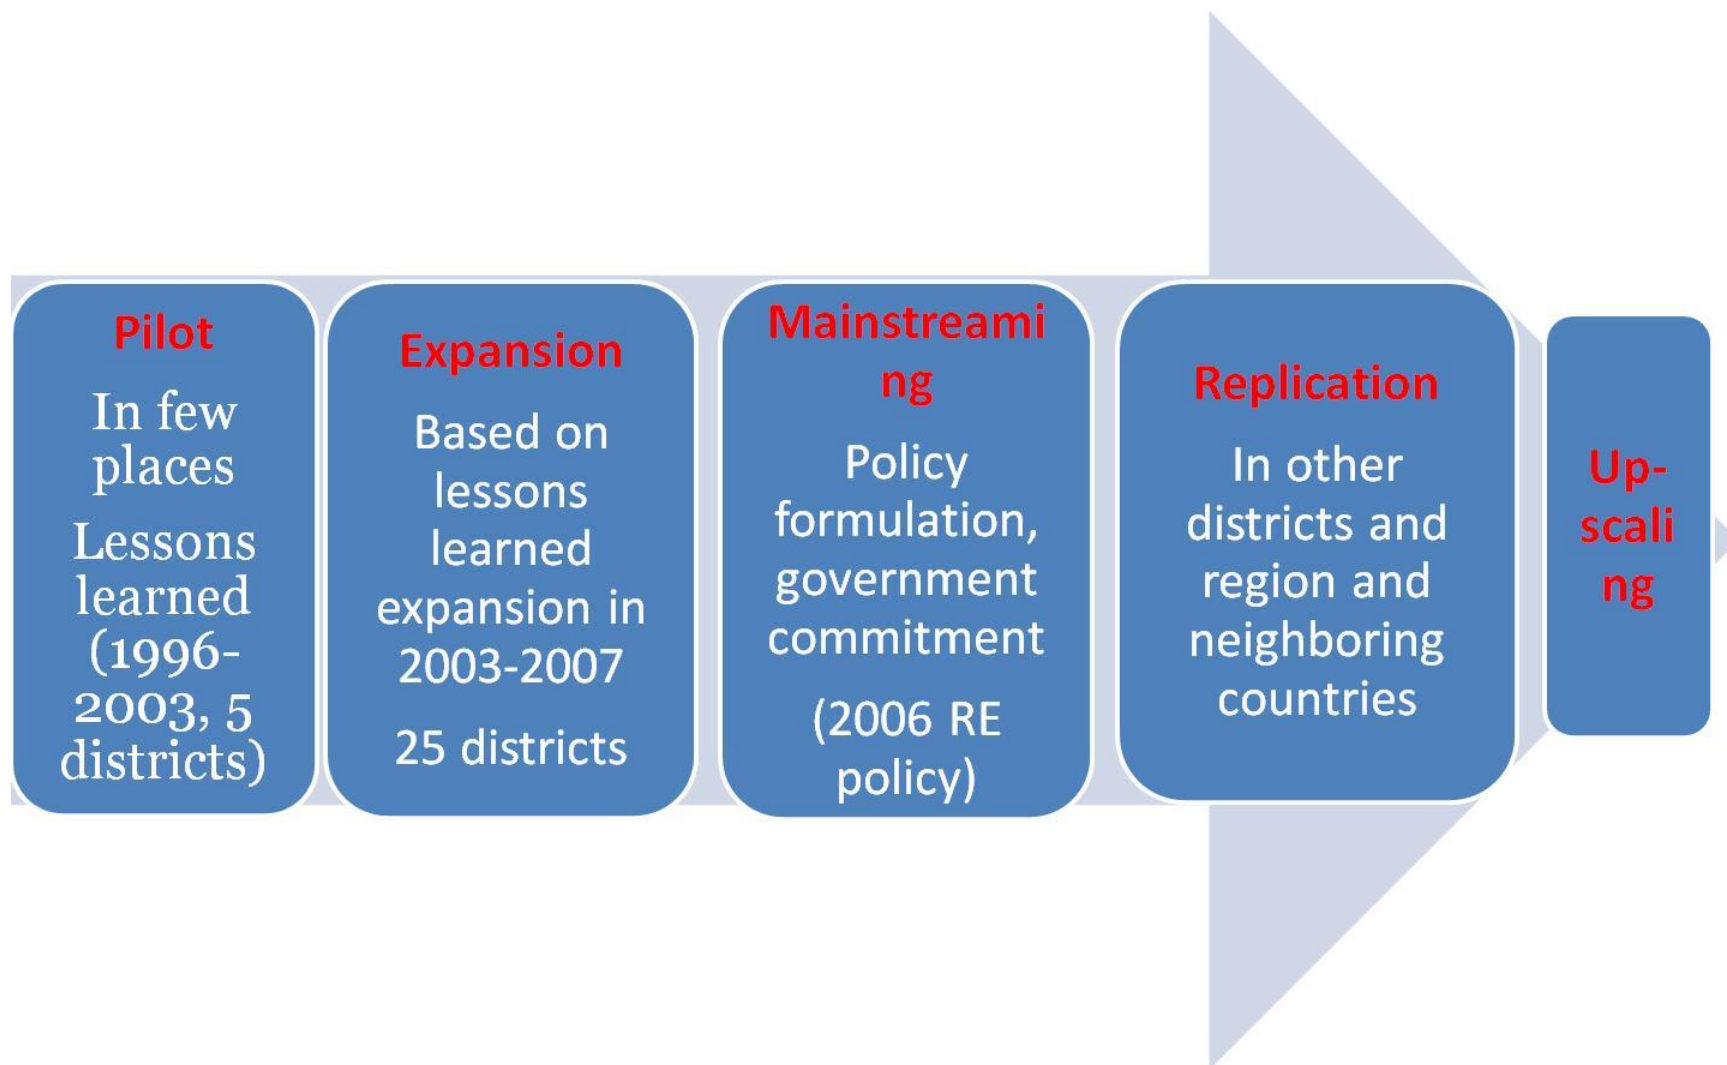 Pilot
In few
places
Lessons
learned
(1996-
2003, 5
districts)
Expansion
Based on
lessons
learned
expansion in
2003-2007
25 districts
Mainstreami
ng
Policy
formulation,
government
commitment
(2006 RE
policy)
Replication
In other
districts and
region and
neighboring
countries
Up-
scali
ng